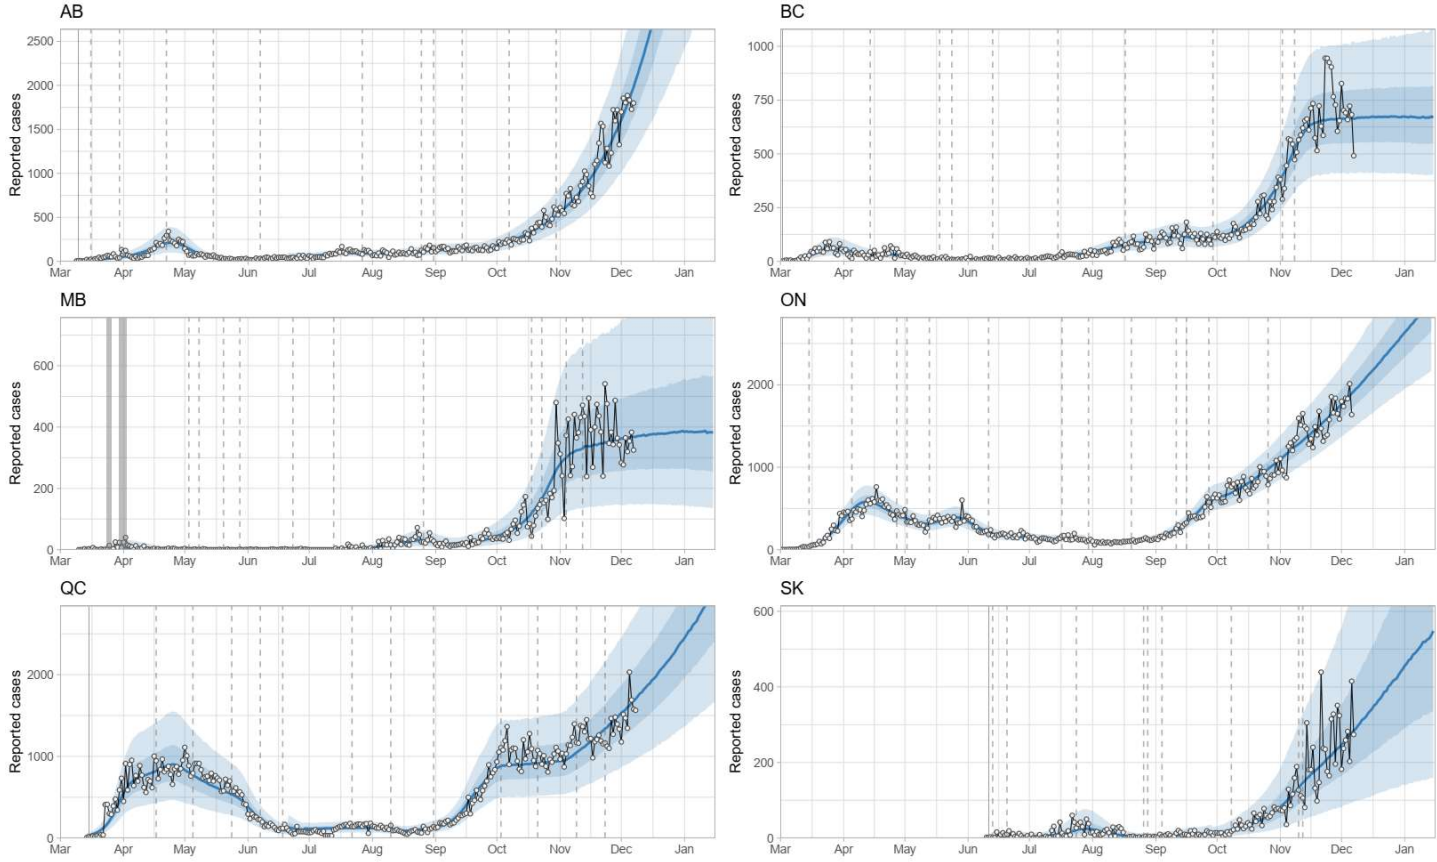 AB
Reported cases
2500
2000
1500
1000
500
0
Mar Apr May Jun Jul Aug Sep Oct Nov Dec Jan
BC
Reported cases
1000
750
500
250
0
Mar Apr May Jun Jul Aug Sep Oct Nov Dec Jan
MB
Reported cases
600
400
200
0
Mar Apr May Jun Jul Aug Sep Oct Nov Dec Jan
ON
Reported cases
2000
1000
0
Mar Apr May Jun Jul Aug Sep Oct Nov Dec Jan
QC
Reported cases
2000
1000
0
Mar Apr May Jun Jul Aug Sep Oct Nov Dec Jan
SK
Reported cases
600
400
200
0
Mar Apr May Jun Jul Aug Sep Oct Nov Dec Jan